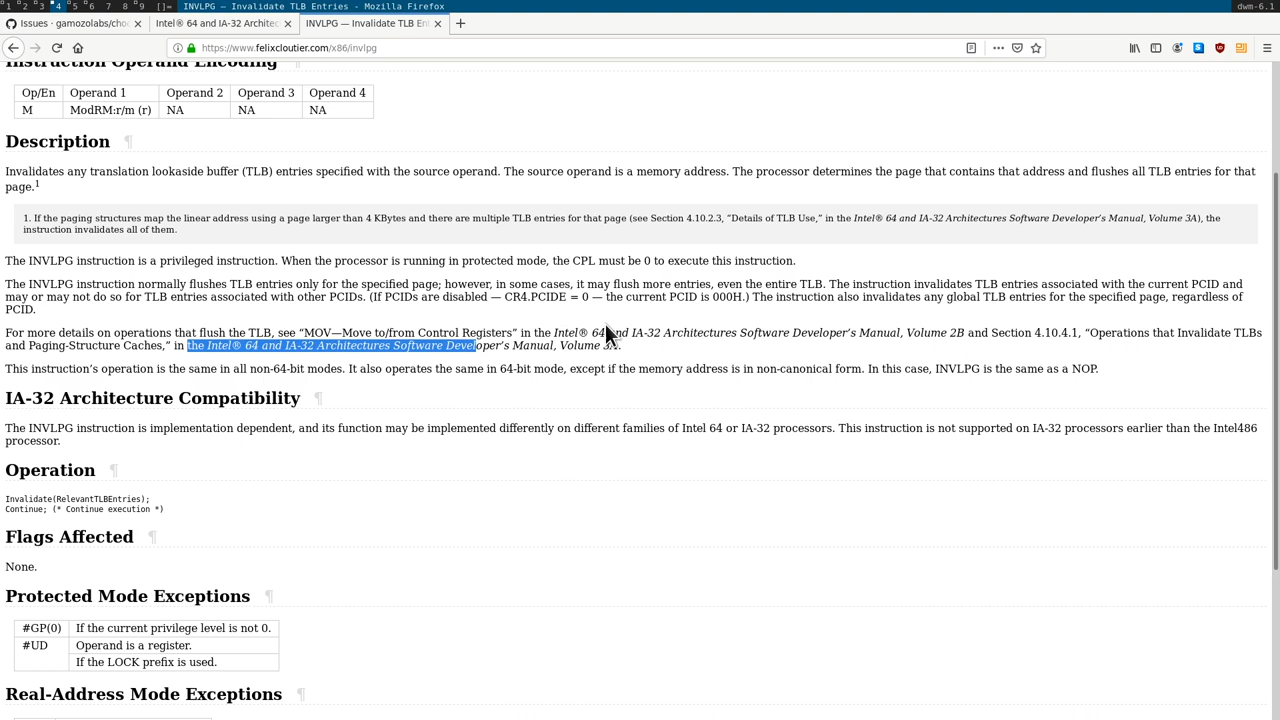 1 2 3 4 5 6 7 8 9 []= INVLPG — Invalidate TLB Entries - Mozilla Firefox dwm-6.1
Issues · gamozolabs/choc Intel® 64 and IA-32 Architec INVLPG — Invalidate TLB En
https://www.felixcloutier.com/x86/invlpg
Instruction Operand Encoding ¶
Op/En Operand 1 Operand 2 Operand 3 Operand 4
M ModRM:r/m (r) NA NA NA
Description ¶
Invalidates any translation lookaside buffer (TLB) entries specified with the source operand. The source operand is a memory address. The processor determines the page that contains that address and flushes all TLB entries for that
page.1
1. If the paging structures map the linear address using a page larger than 4 KBytes and there are multiple TLB entries for that page (see Section 4.10.2.3, “Details of TLB Use,” in the Intel® 64 and IA-32 Architectures Software Developer’s Manual, Volume 3A), the
instruction invalidates all of them.
The INVLPG instruction is a privileged instruction. When the processor is running in protected mode, the CPL must be 0 to execute this instruction.
The INVLPG instruction normally flushes TLB entries only for the specified page; however, in some cases, it may flush more entries, even the entire TLB. The instruction invalidates TLB entries associated with the current PCID and
may or may not do so for TLB entries associated with other PCIDs. (If PCIDs are disabled — CR4.PCIDE = 0 — the current PCID is 000H.) The instruction also invalidates any global TLB entries for the specified page, regardless of
PCID.
For more details on operations that flush the TLB, see “MOV—Move to/from Control Registers” in the Intel® 64 and IA-32 Architectures Software Developer’s Manual, Volume 2B and Section 4.10.4.1, “Operations that Invalidate TLBs
and Paging-Structure Caches,“ in the Intel® 64 and IA-32 Architectures Software Developer’s Manual, Volume 3A.
This instruction’s operation is the same in all non-64-bit modes. It also operates the same in 64-bit mode, except if the memory address is in non-canonical form. In this case, INVLPG is the same as a NOP.
IA-32 Architecture Compatibility ¶
The INVLPG instruction is implementation dependent, and its function may be implemented differently on different families of Intel 64 or IA-32 processors. This instruction is not supported on IA-32 processors earlier than the Intel486
processor.
Operation ¶
Invalidate(RelevantTLBEntries);
Continue; (* Continue execution *)
Flags Affected ¶
None.
Protected Mode Exceptions ¶
#GP(0) If the current privilege level is not 0.
#UD Operand is a register.
If the LOCK prefix is used.
Real-Address Mode Exceptions ¶